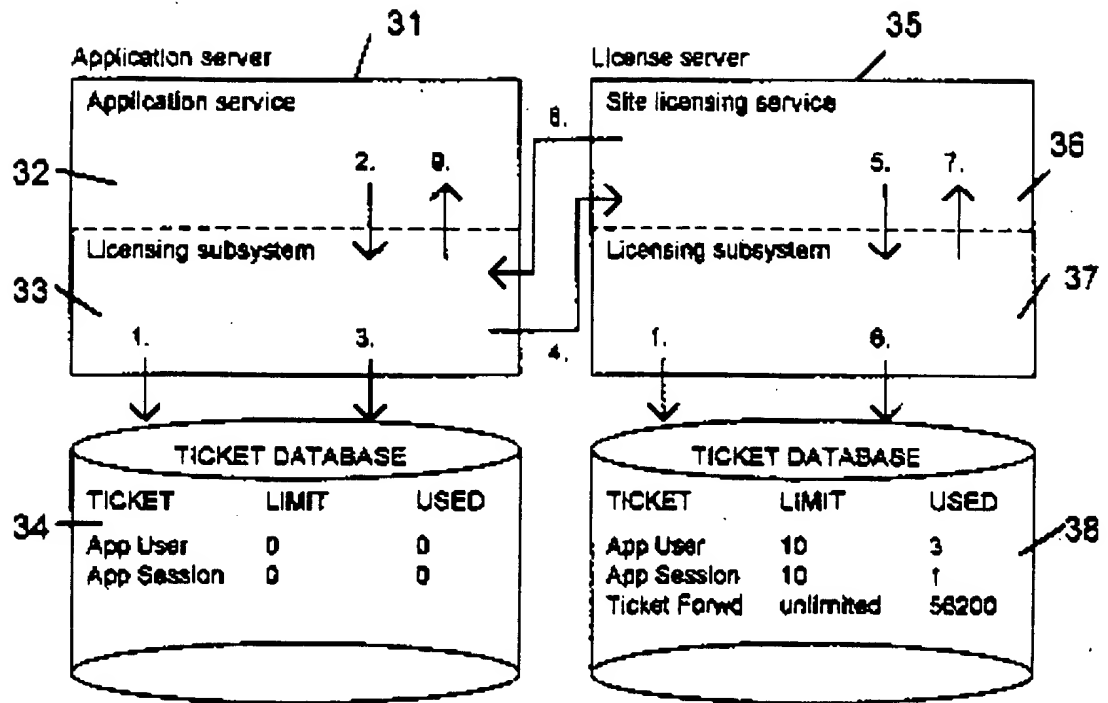 31
35
Application server
License server
Application service
Site licensing service
8.
2.
9.
5.
7.
32
36
Licensing subsystem
Licensing subsystem
33
37
1.
3.
4.
1.
6.
TICKET DATABASE
TICKET DATABASE
TICKET LIMIT USED
TICKET LIMIT USED
34
38
App User 0 0
App User 10 3
App Session 0 0
App Session 10 1
Ticket Forwd unlimited 56200